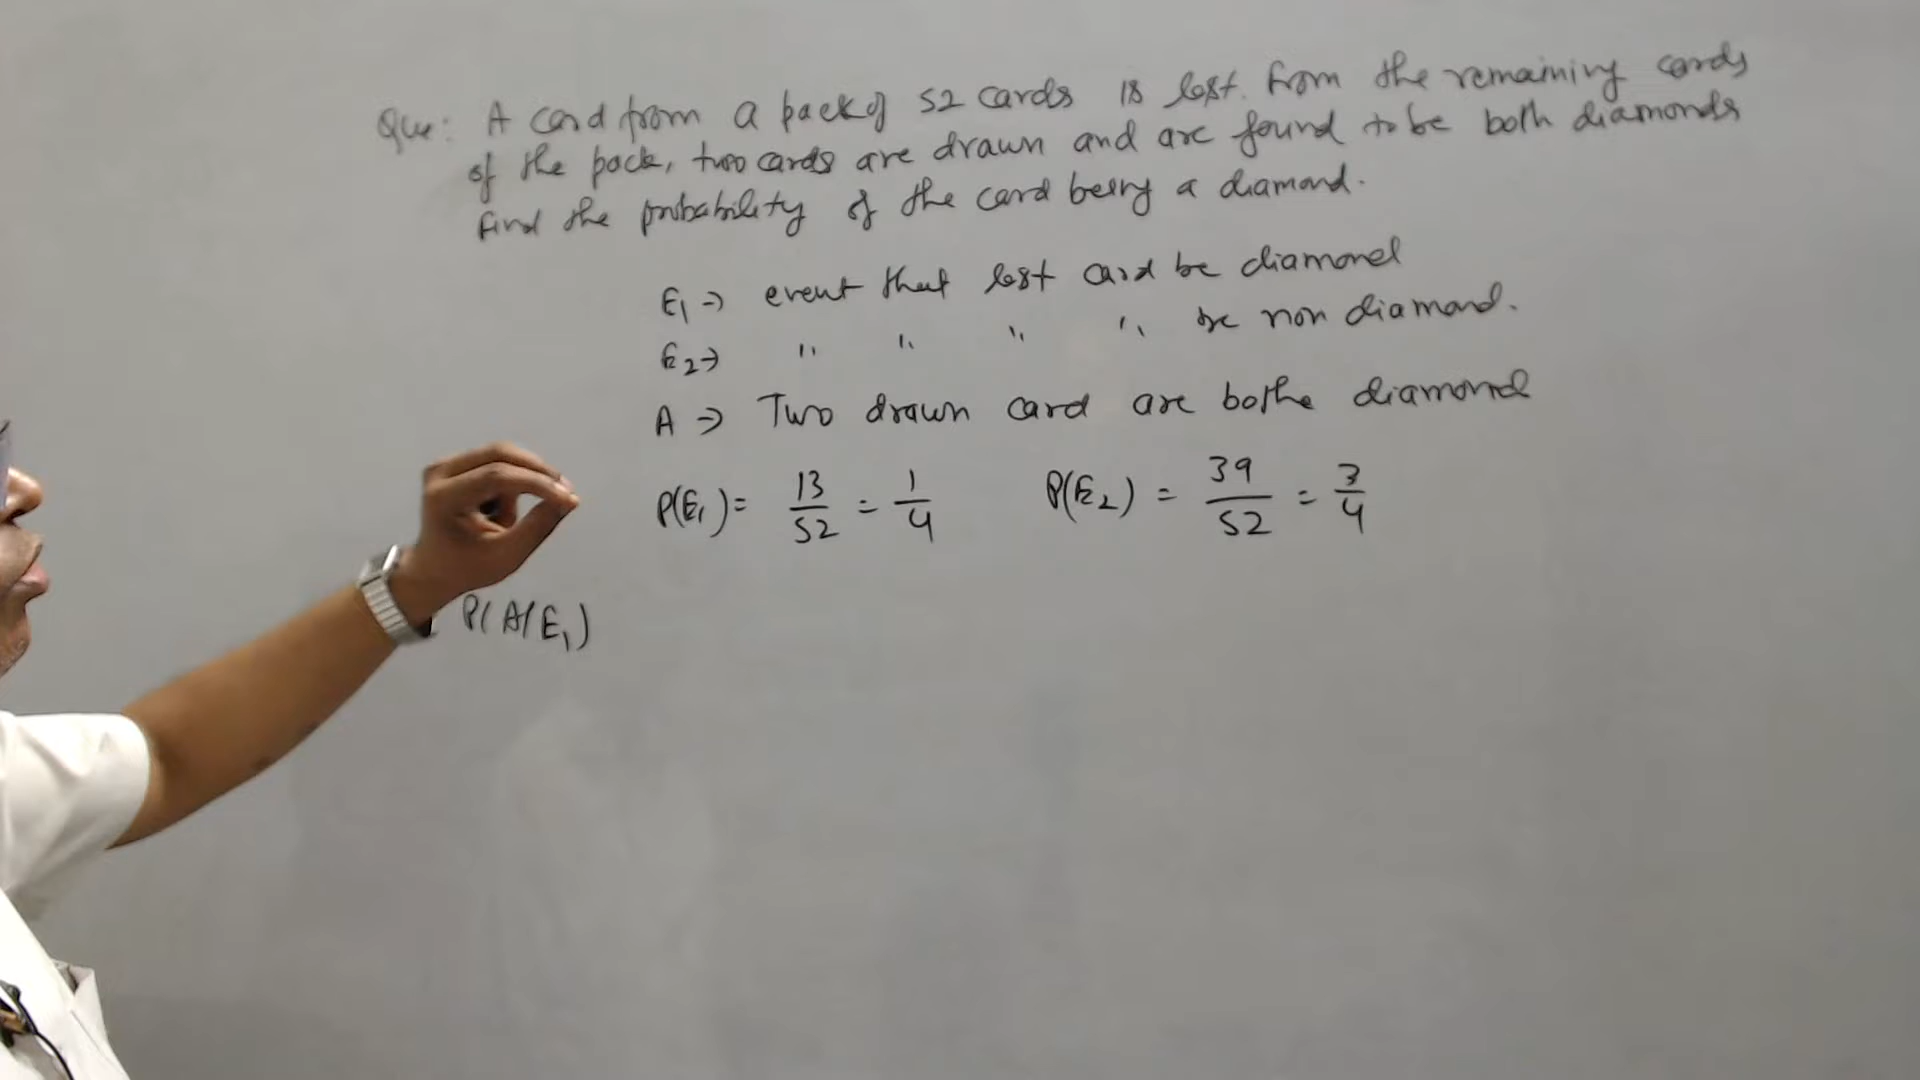 Que: A card from a pack of 52 cards is lost. From the remaining cards
of the pack, two cards are drawn and are found to be both diamonds
find the probability of the card being a diamond.
E₁ → event that lost card be diamond
E₂ → " " " " be non diamond.
A → Two drawn card are bothe diamond
P(E₁) = 13/52 = 1/4 P(E₂) = 39/52 = 3/4
P(A/E₁)